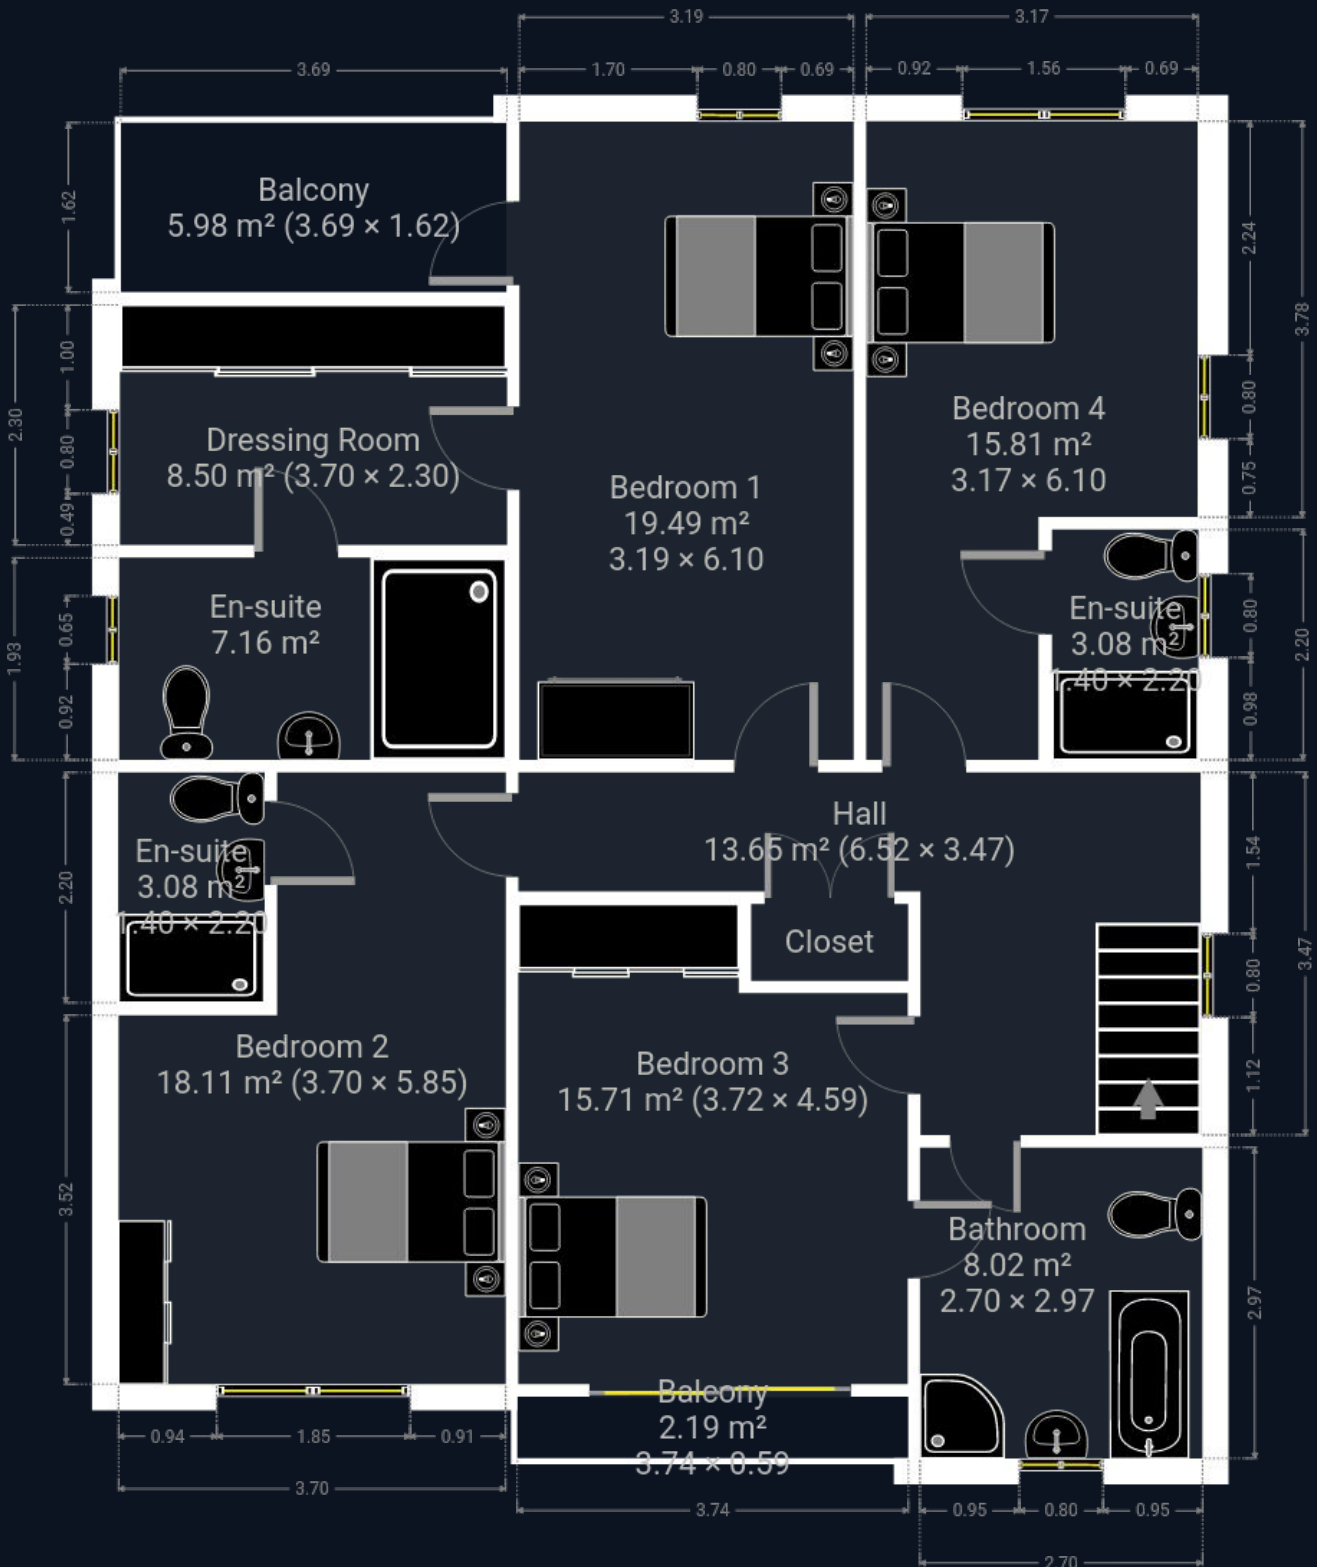 3.19
3.17
3.69
1.70
0.80
0.69
0.92
1.56
0.69
Balcony
5.98 m² (3.69 × 1.62)
1.62
2.24
3.78
1.00
2.30
0.80
0.49
Dressing Room
8.50 m² (3.70 × 2.30)
Bedroom 1
19.49 m²
3.19 × 6.10
Bedroom 4
15.81 m²
3.17 × 6.10
0.80
0.75
En-suite
7.16 m²
1.93
0.65
0.92
En-suite
3.08 m²
1.40 × 2.20
0.80
2.20
0.98
Hall
13.65 m² (6.52 × 3.47)
En-suite
3.08 m²
1.40 × 2.20
2.20
Closet
1.54
3.47
0.80
1.12
Bedroom 2
18.11 m² (3.70 × 5.85)
Bedroom 3
15.71 m² (3.72 × 4.59)
3.52
Bathroom
8.02 m²
2.70 × 2.97
2.97
Balcony
2.19 m²
3.74 × 0.59
0.94
1.85
0.91
3.70
3.74
0.95
0.80
0.95
2.70